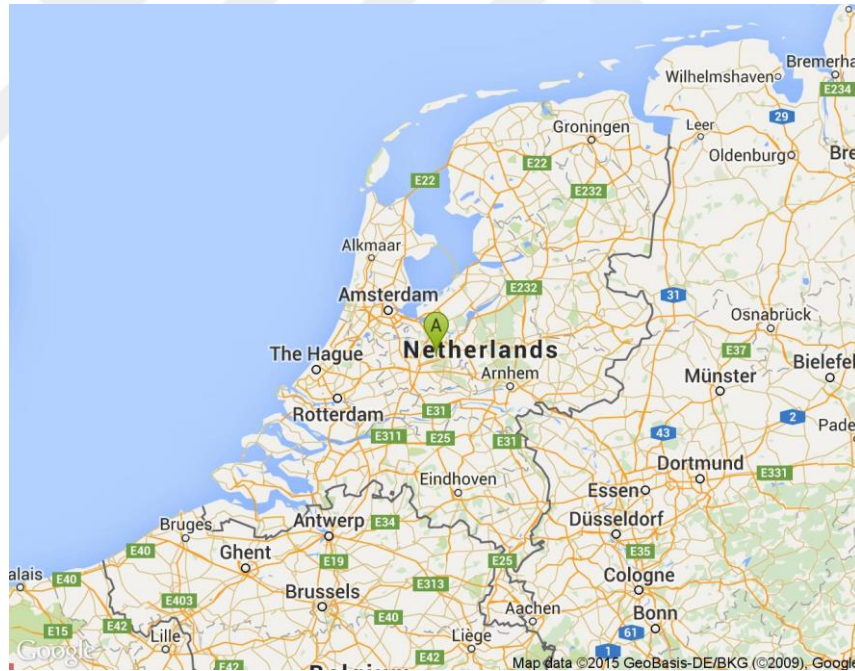 Bremerha
Wilhelmshaven
E234
29
Groningen
Leer
Oldenburg
Bre
E22
E22
E232
Alkmaar
E232
31
Amsterdam
Osnabrück
A
Netherlands
E37
The Hague
Bielefel
Arnhem
Münster
Rotterdam
E31
2
E311
E25
E31
43
Pade
Dortmund
E331
Eindhoven
Essen
Bruges
Antwerp
E34
Düsseldorf
E40
Ghent
E19
E25
E35
alais
E40
E313
Cologne
E403
Brussels
Aachen
E40
Bonn
E15
E42
61
Lille
Liège
1
Google
E42
Belgium
E42
Map data ©2015 GeoBasis-DE/BKG (©2009), Google